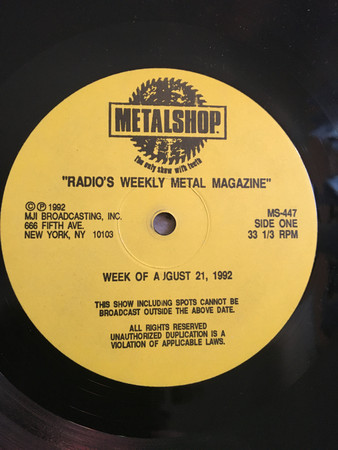 METALSHOP.
the only show with teeth
"RADIO'S WEEKLY METAL MAGAZINE"
© ℗ 1992
MJI BROADCASTING, INC.
666 FIFTH AVE.
NEW YORK, NY 10103
MS-447
SIDE ONE
33 1/3 RPM
WEEK OF AUGUST 21, 1992
THIS SHOW INCLUDING SPOTS CANNOT BE
BROADCAST OUTSIDE THE ABOVE DATE.
ALL RIGHTS RESERVED
UNAUTHORIZED DUPLICATION IS A
VIOLATION OF APPLICABLE LAWS.